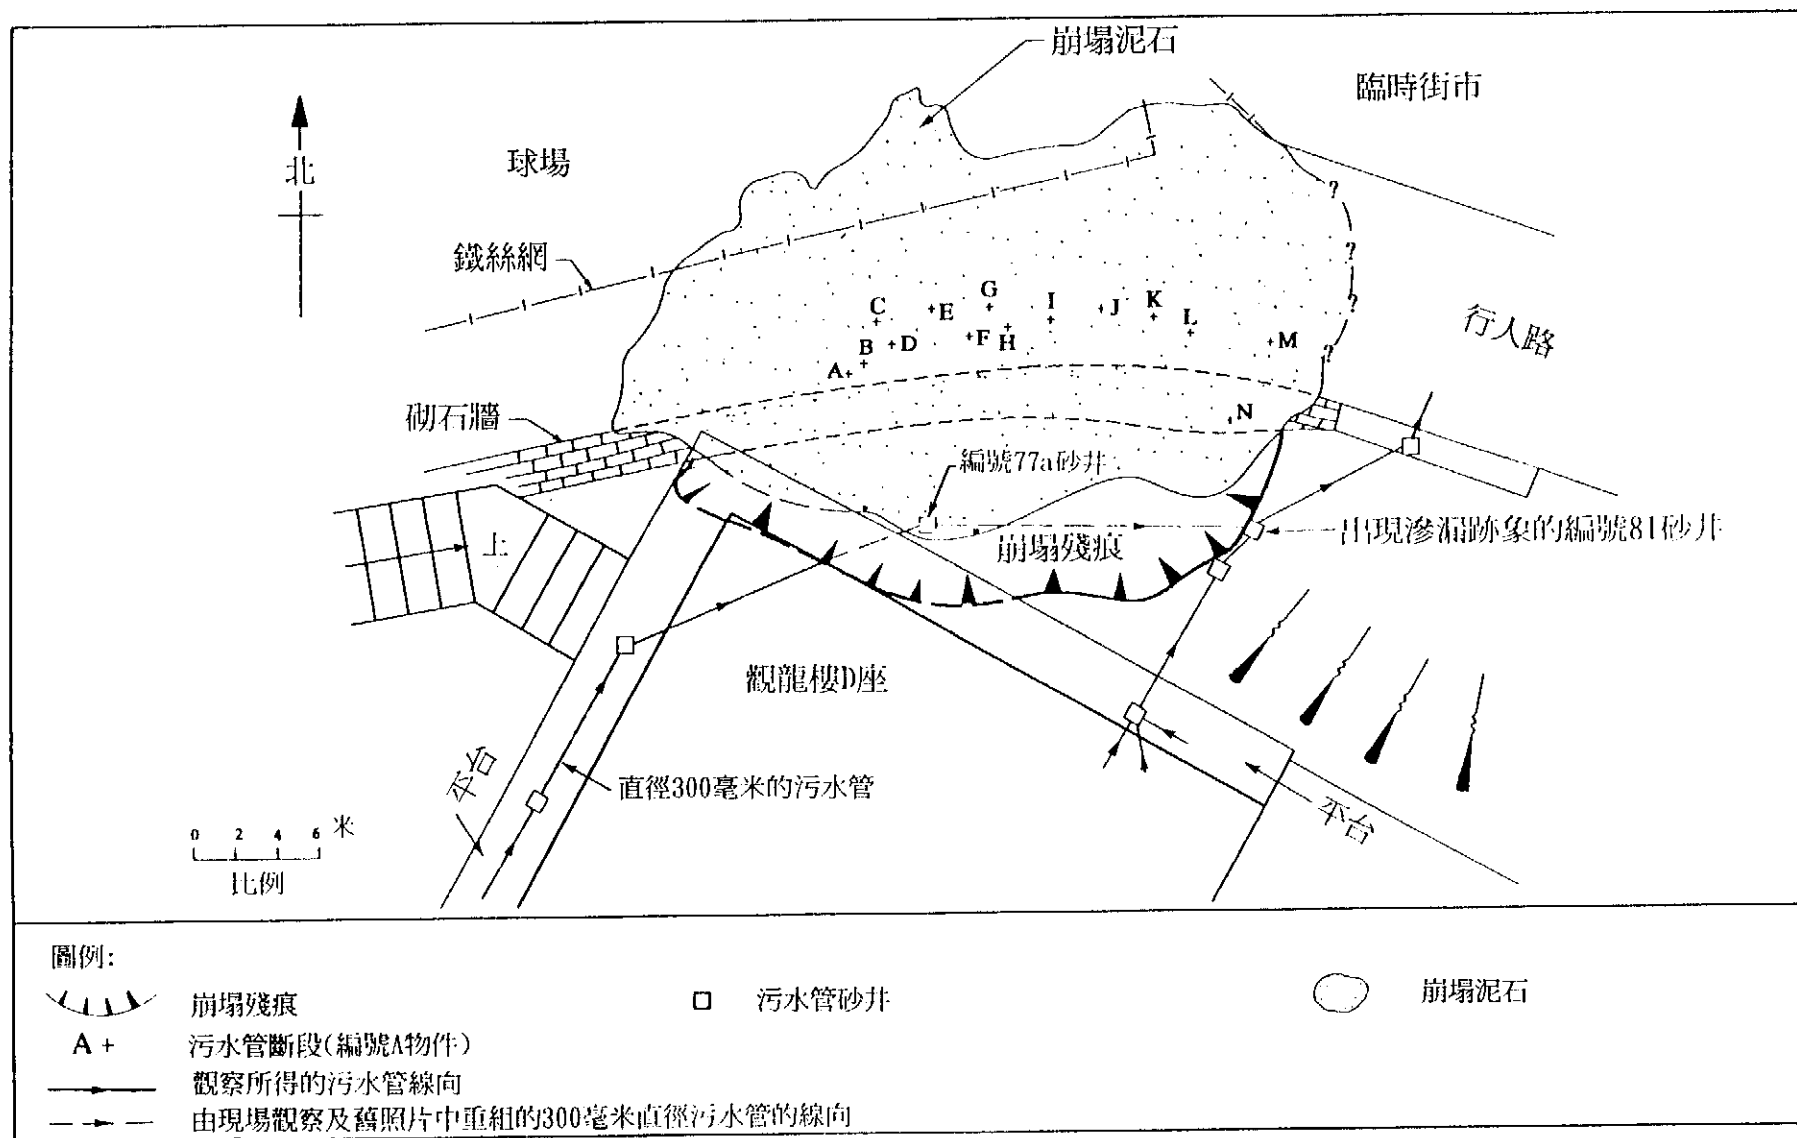 崩塌泥石
臨時街市
北
球場
鐵絲網
C
E
G
I
J
K
L
B
D
F
H
M
A
行人路
砌石牆
N
編號77a砂井
上
崩塌殘痕
出現滲漏跡象的編號81砂井
觀龍樓D座
平台
直徑300毫米的污水管
平台
0 2 4 6 米
比例
圖例:
崩塌殘痕
污水管砂井
崩塌泥石
A + 污水管斷段(編號A物件)
觀察所得的污水管線向
由現場觀察及舊照片中重組的300毫米直徑污水管的線向
? ? ? ?